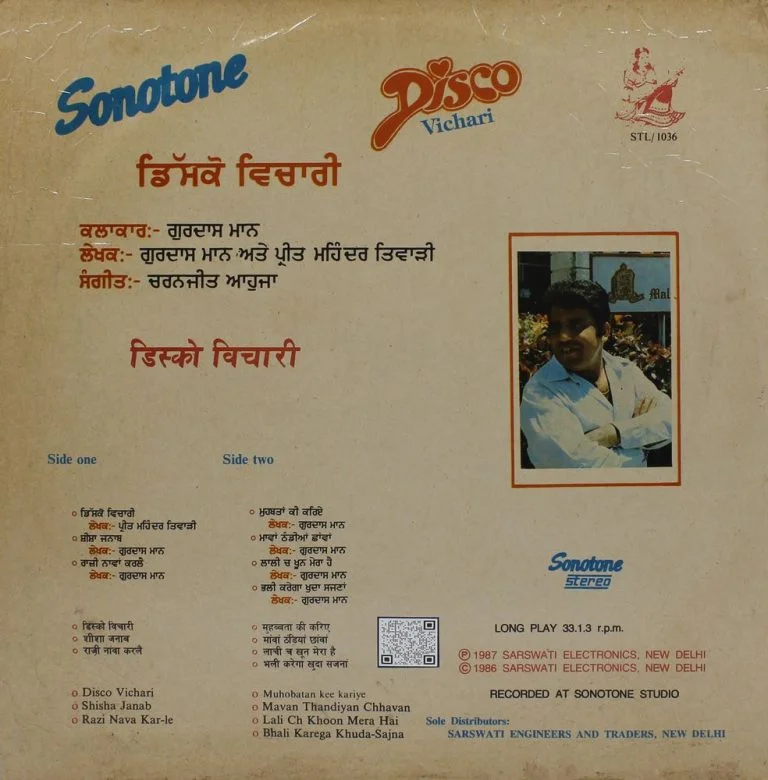 Sonotone
Disco
Vichari
STL/1036
ਡਿੱਸਕੋ ਵਿਚਾਰੀ
ਕਲਾਕਾਰ:- ਗੁਰਦਾਸ ਮਾਨ
ਲੇਖਕ:- ਗੁਰਦਾਸ ਮਾਨ ਅਤੇ ਪ੍ਰੀਤ ਮਹਿੰਦਰ ਤਿਵਾੜੀ
ਸੰਗੀਤ:- ਚਰਨਜੀਤ ਆਹੁਜਾ
Mal
डिस्को विचारी
Side one
ਡਿੱਸਕੋ ਵਿਚਾਰੀ
ਲੇਖਕ:- ਪ੍ਰੀਤ ਮਹਿੰਦਰ ਤਿਵਾੜੀ
ਸ਼ੀਸ਼ਾ ਜਨਾਬ
ਲੇਖਕ:- ਗੁਰਦਾਸ ਮਾਨ
ਰਾਜ਼ੀ ਨਾਵਾਂ ਕਰਲੈ
ਲੇਖਕ:- ਗੁਰਦਾਸ ਮਾਨ
डिस्को विचारी
शीशा जनाब
राज़ी नांबा करलै
Disco Vichari
Shisha Janab
Razi Nava Kar-le
Side two
ਮੁਹਬਤਾਂ ਕੀ ਕਰਿਏ
ਲੇਖਕ:- ਗੁਰਦਾਸ ਮਾਨ
ਮਾਵਾਂ ਠੰਡੀਆਂ ਛਾਂਵਾਂ
ਲੇਖਕ:- ਗੁਰਦਾਸ ਮਾਨ
ਲਾਲੀ ਚ ਖੂਨ ਮੇਰਾ ਹੈ
ਲੇਖਕ:- ਗੁਰਦਾਸ ਮਾਨ
ਭਲੀ ਕਰੇਗਾ ਖੁਦਾ ਸਜਣਾਂ
ਲੇਖਕ:- ਗੁਰਦਾਸ ਮਾਨ
मुहब्बता की करिए
मांबां ठंडियां छांबां
लाची च खून मेरा है
भली करेगा खुदा सजनां
Muhobatan kee kariye
Mavan Thandiyan Chhavan
Lali Ch Khoon Mera Hai
Bhali Karega Khuda-Sajna
Sonotone
stereo
LONG PLAY 33.1.3 r.p.m.
Ⓟ 1987 SARSWATI ELECTRONICS, NEW DELHI
© 1986 SARSWATI ELECTRONICS, NEW DELHI
RECORDED AT SONOTONE STUDIO
Sole Distributors:
SARSWATI ENGINEERS AND TRADERS, NEW DELHI